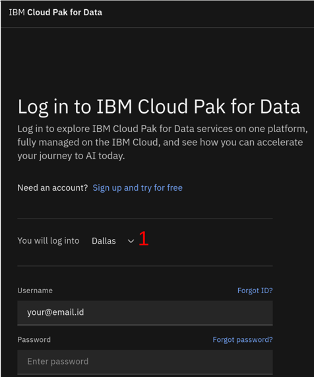 IBM Cloud Pak for Data
Log in to IBM Cloud Pak for Data
Log in to explore IBM Cloud Pak for Data services on one platform,
fully managed on the IBM Cloud, and see how you can accelerate
your journey to AI today.
Need an account? Sign up and try for free
You will log into Dallas 1
Username Forgot ID?
your@email.id
Password Forgot password?
Enter password